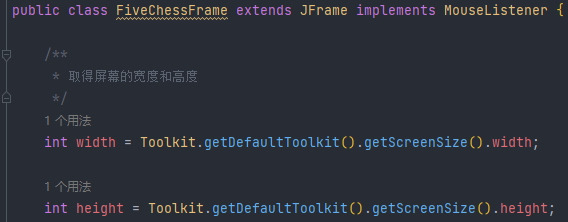 public class FiveChessFrame extends JFrame implements MouseListener {
/**
* 取得屏幕的宽度和高度
*/
1 个用法
int width = Toolkit.getDefaultToolkit().getScreenSize().width;
1 个用法
int height = Toolkit.getDefaultToolkit().getScreenSize().height;